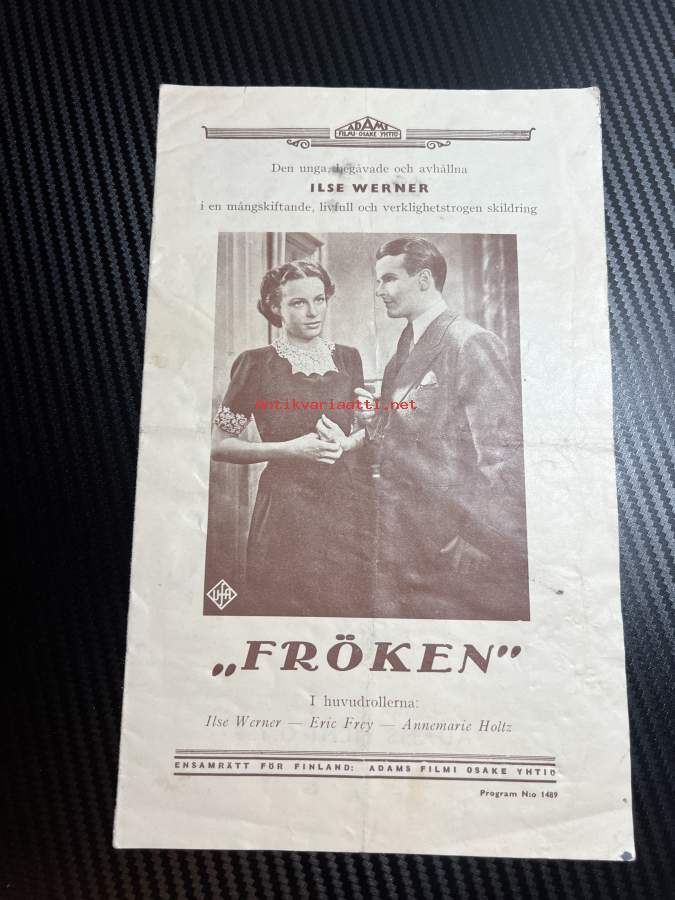 ADAMS
FILMI OSAKE YHTIÖ
Den unga, begåvade och avhållna
ILSE WERNER
i en mångskiftande, livfull och verklighetstrogen skildring
antikvariaatti.net
UFA
„FRÖKEN”
I huvudrollerna:
Ilse Werner — Eric Frey — Annemarie Holtz
ENSAMRÄTT FÖR FINLAND: ADAMS FILMI OSAKE YHTIÖ
Program N:o 1489